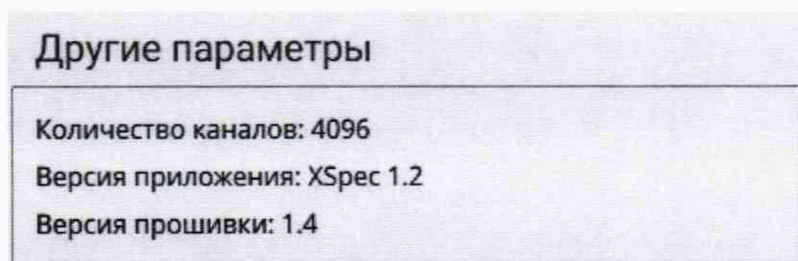 Другие параметры
Количество каналов: 4096
Версия приложения: XSpec 1.2
Версия прошивки: 1.4